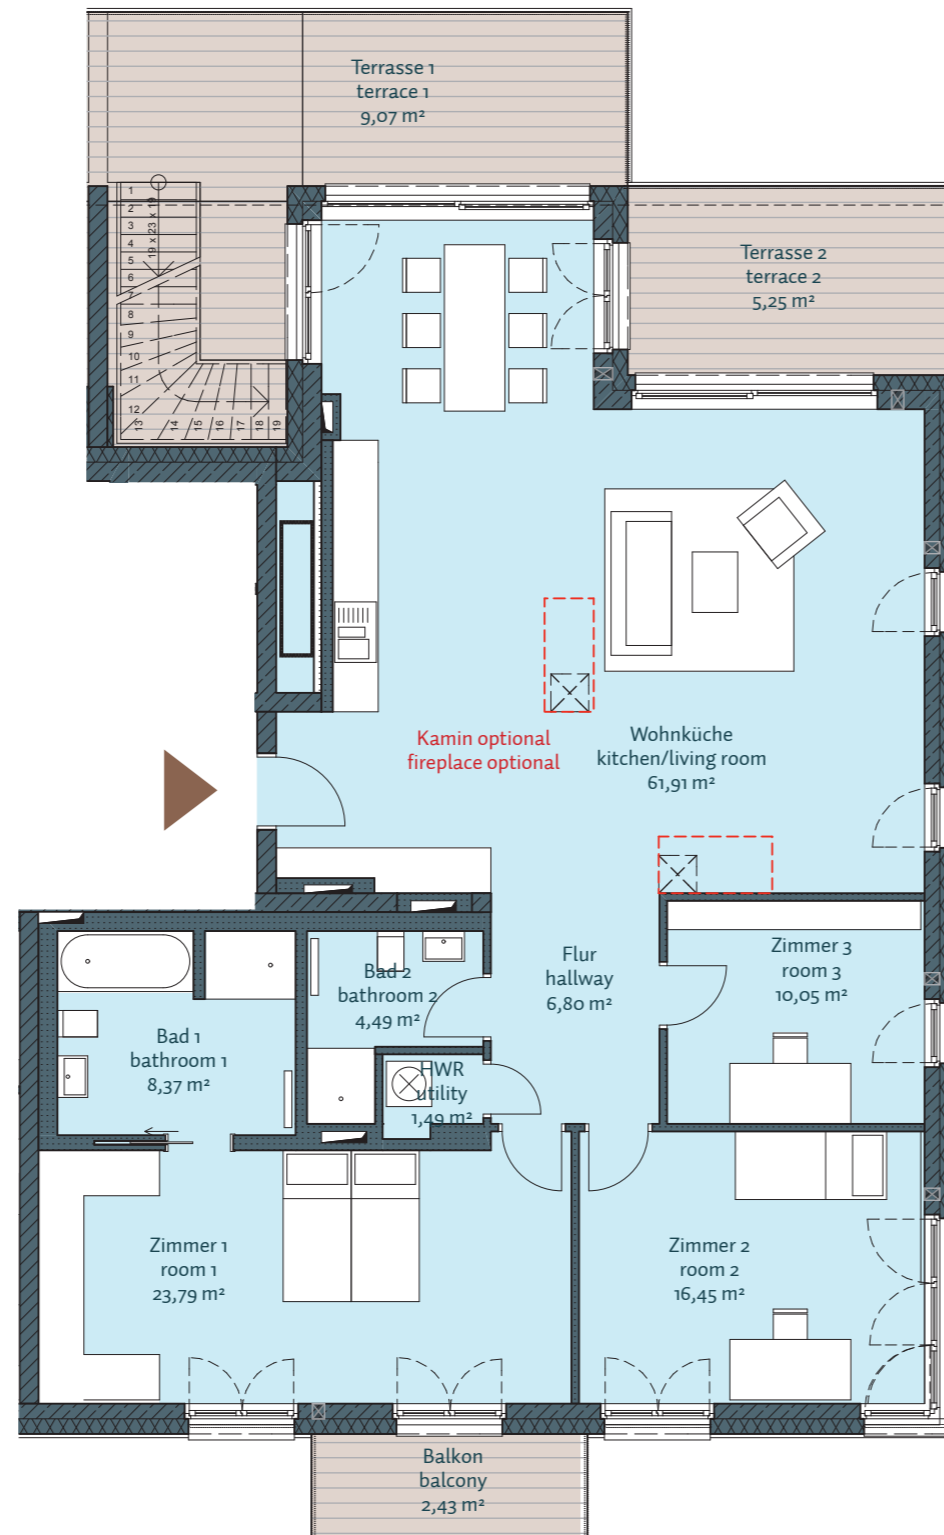 Terrasse 1
terrace 1
9,07 m²
Terrasse 2
terrace 2
5,25 m²
1
2
3
4
5
6
7
8
9
10
11
12
13
14
15
16
17
18
19
19 x 23 x 19
Kamin optional
fireplace optional
Wohnküche
kitchen/living room
61,91 m²
Flur
hallway
6,80 m²
Zimmer 3
room 3
10,05 m²
Bad 2
bathroom 2
4,49 m²
Bad 1
bathroom 1
8,37 m²
HWR
utility
1,49 m²
Zimmer 1
room 1
23,79 m²
Zimmer 2
room 2
16,45 m²
Balkon
balcony
2,43 m²